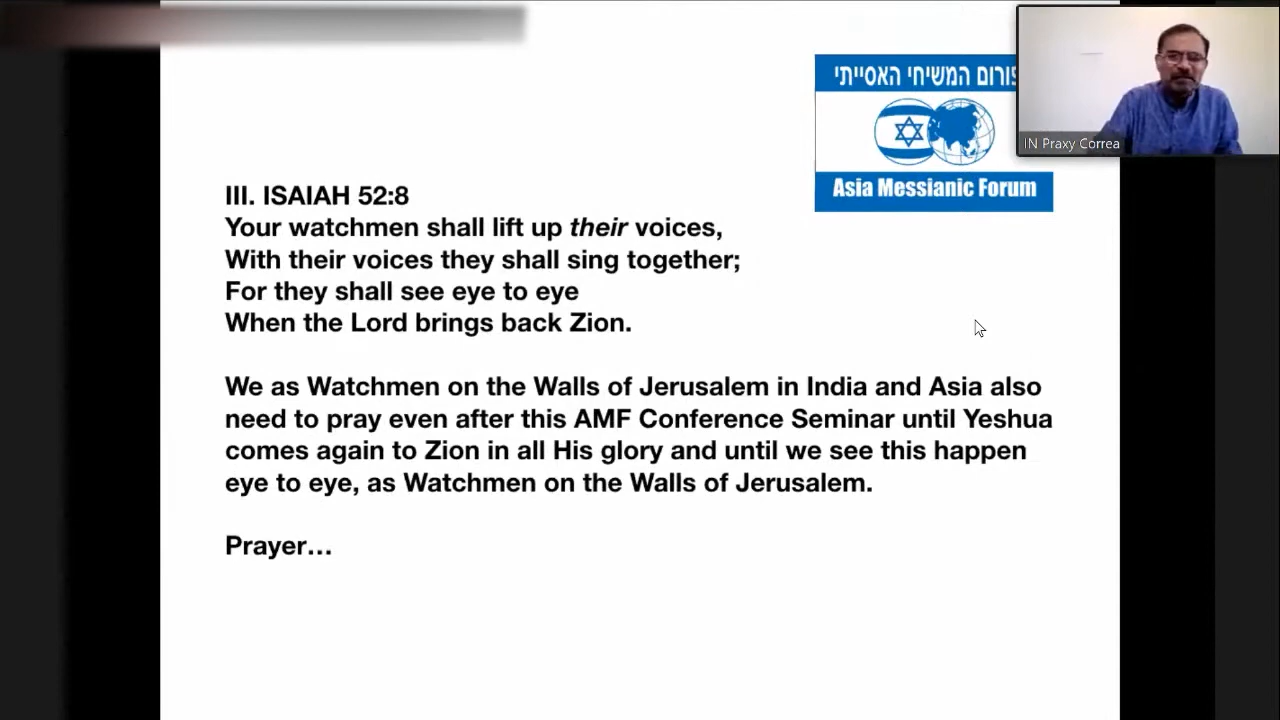 פורום המשיחי האסייתי
Asia Messianic Forum
IN Praxy Correa
III. ISAIAH 52:8
Your watchmen shall lift up their voices,
With their voices they shall sing together;
For they shall see eye to eye
When the Lord brings back Zion.
We as Watchmen on the Walls of Jerusalem in India and Asia also
need to pray even after this AMF Conference Seminar until Yeshua
comes again to Zion in all His glory and until we see this happen
eye to eye, as Watchmen on the Walls of Jerusalem.
Prayer…